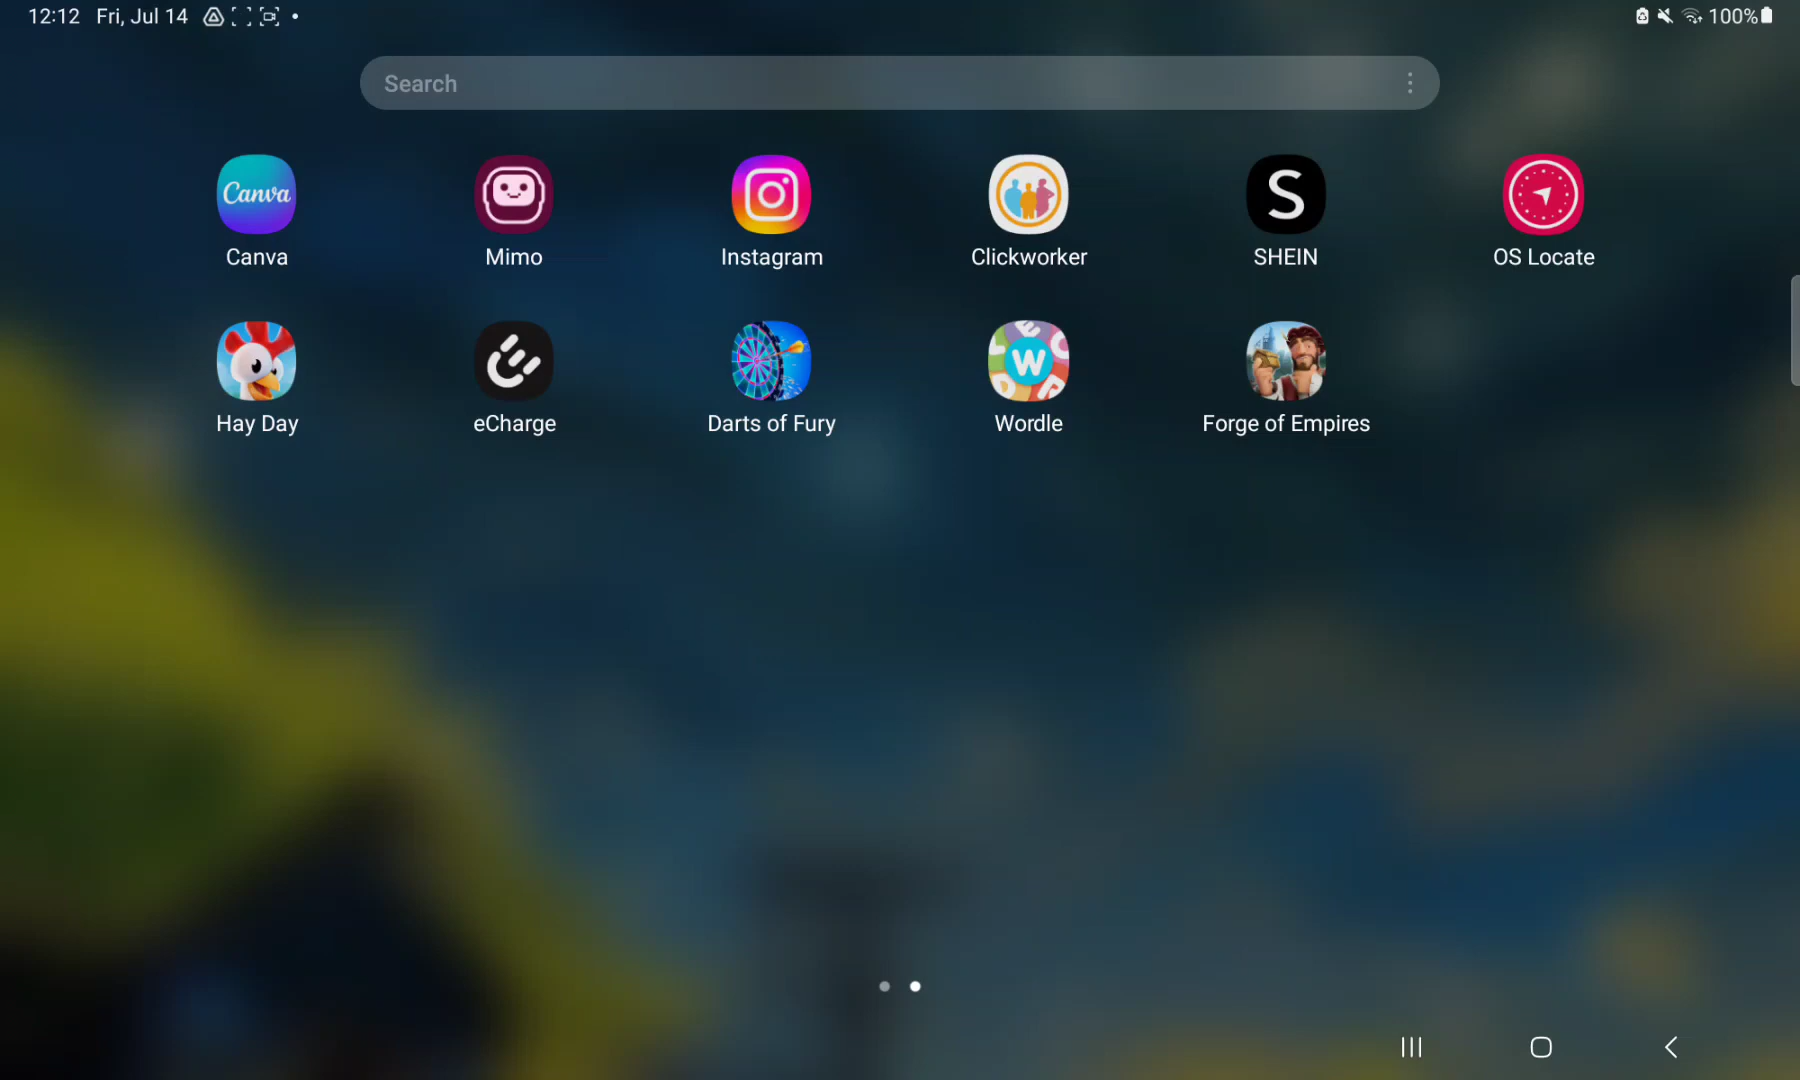 12:12 Fri, Jul 14
100%
Search
Canva
Canva
Mimo
Instagram
Clickworker
S
SHEIN
OS Locate
Hay Day
eCharge
Darts of Fury
W
Wordle
Forge of Empires